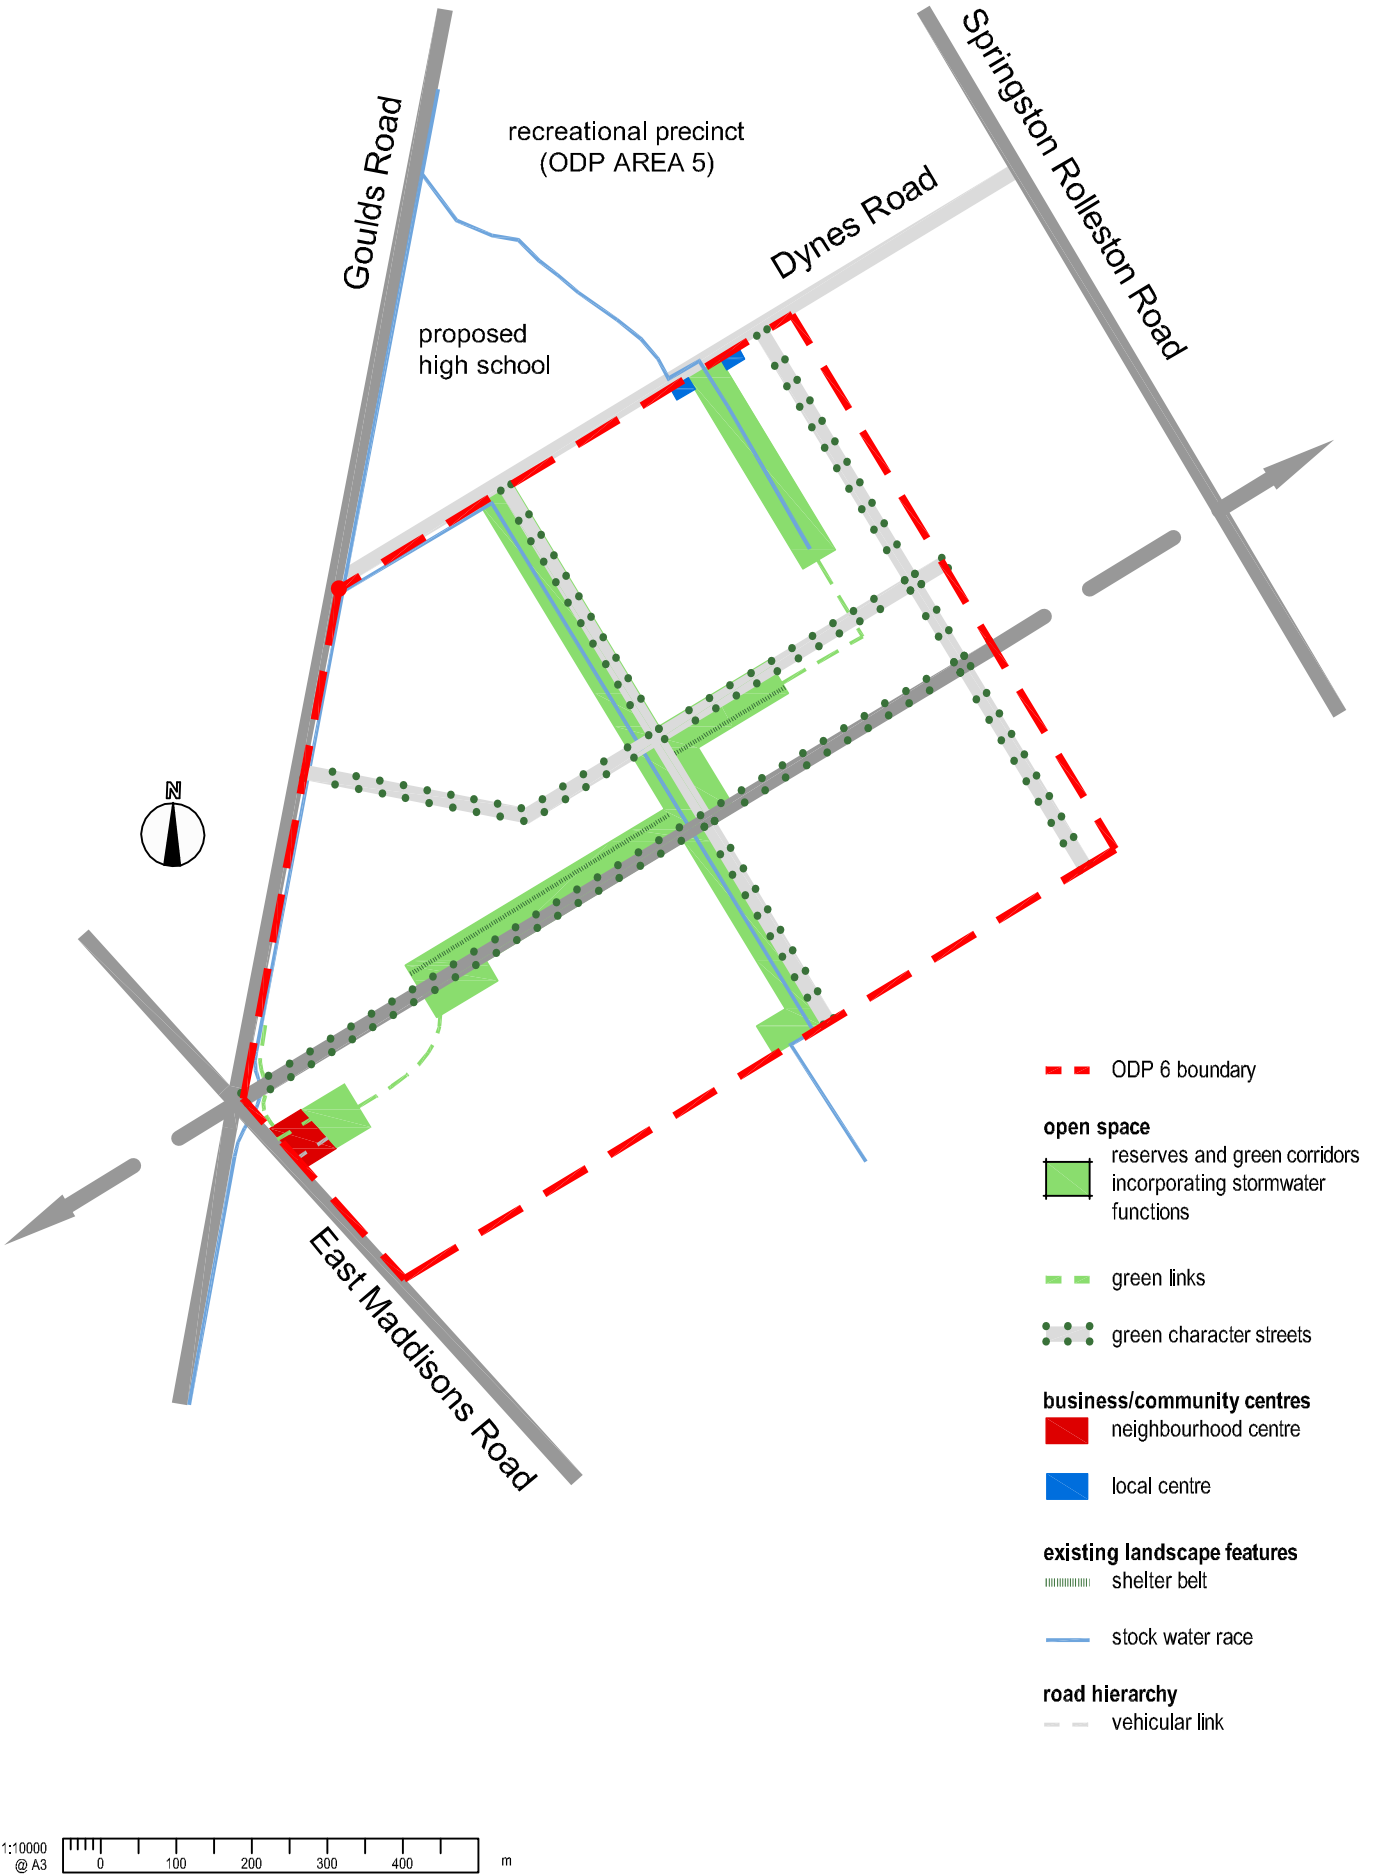 Springston Rolleston Road
Goulds Road
recreational precinct
(ODP AREA 5)
Dynes Road
proposed
high school
N
East Maddisons Road
ODP 6 boundary
open space
reserves and green corridors
incorporating stormwater
functions
green links
green character streets
business/community centres
neighbourhood centre
local centre
existing landscape features
shelter belt
stock water race
road hierarchy
vehicular link
1:10000
@ A3
0 100 200 300 400 m